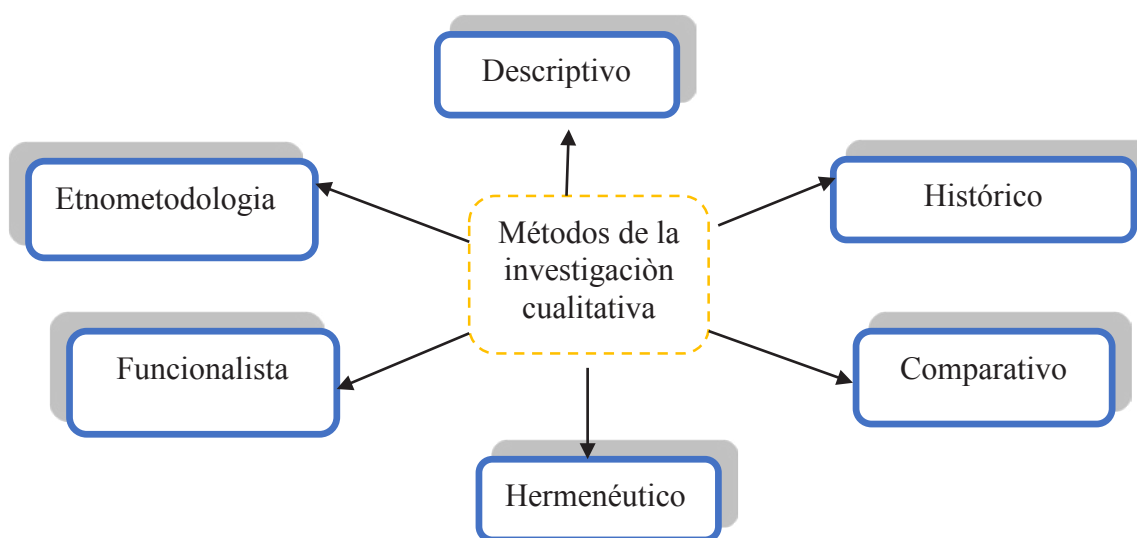 Descriptivo
Etnometodologia
Histórico
Métodos de la
investigaciòn
cualitativa
Funcionalista
Comparativo
Hermenéutico